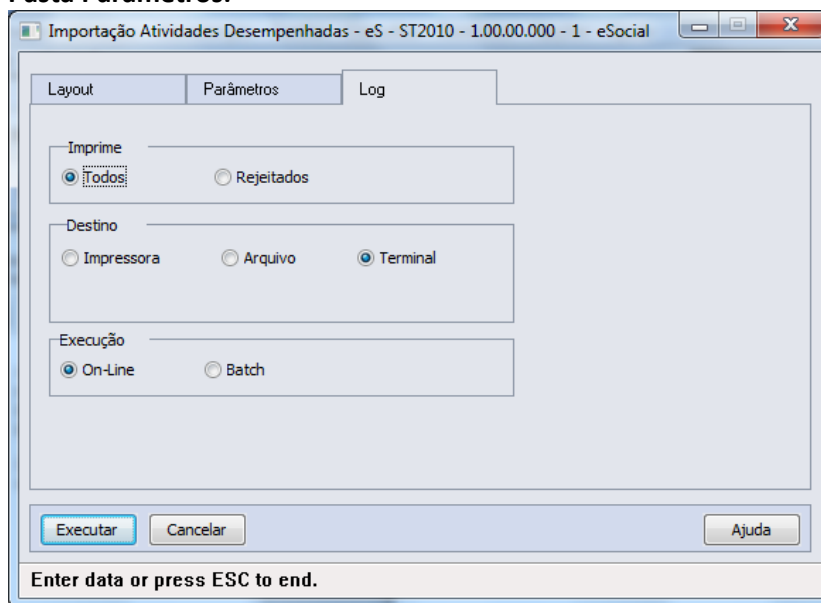 Pasta Parâmetros:
Importação Atividades Desempenhadas - eS - ST2010 - 1.00.00.000 - 1 - eSocial
Layout Parâmetros Log
Imprime
Todos Rejeitados
Destino
Impressora Arquivo Terminal
Execução
On-Line Batch
Executar Cancelar Ajuda
Enter data or press ESC to end.